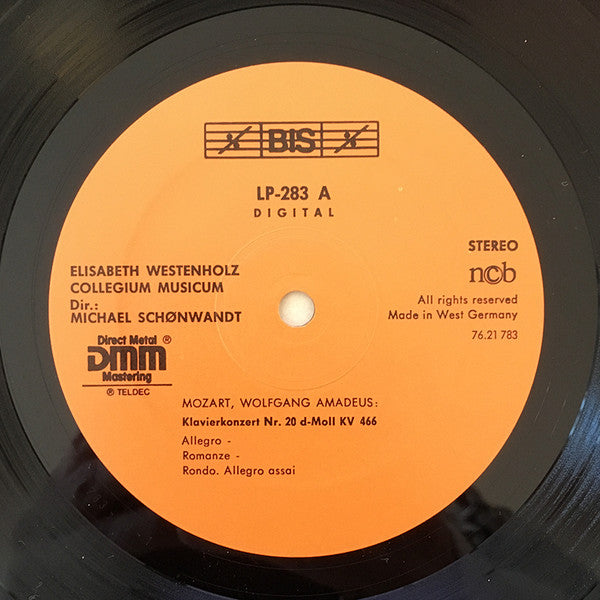 BIS
LP-283 A
DIGITAL
STEREO
ncb
All rights reserved
Made in West Germany
76.21 783
ELISABETH WESTENHOLZ
COLLEGIUM MUSICUM
Dir.:
MICHAEL SCHØNWANDT
Direct Metal ®
DMM
Mastering
® TELDEC
MOZART, WOLFGANG AMADEUS:
Klavierkonzert Nr. 20 d-Moll KV 466
Allegro -
Romanze -
Rondo. Allegro assai